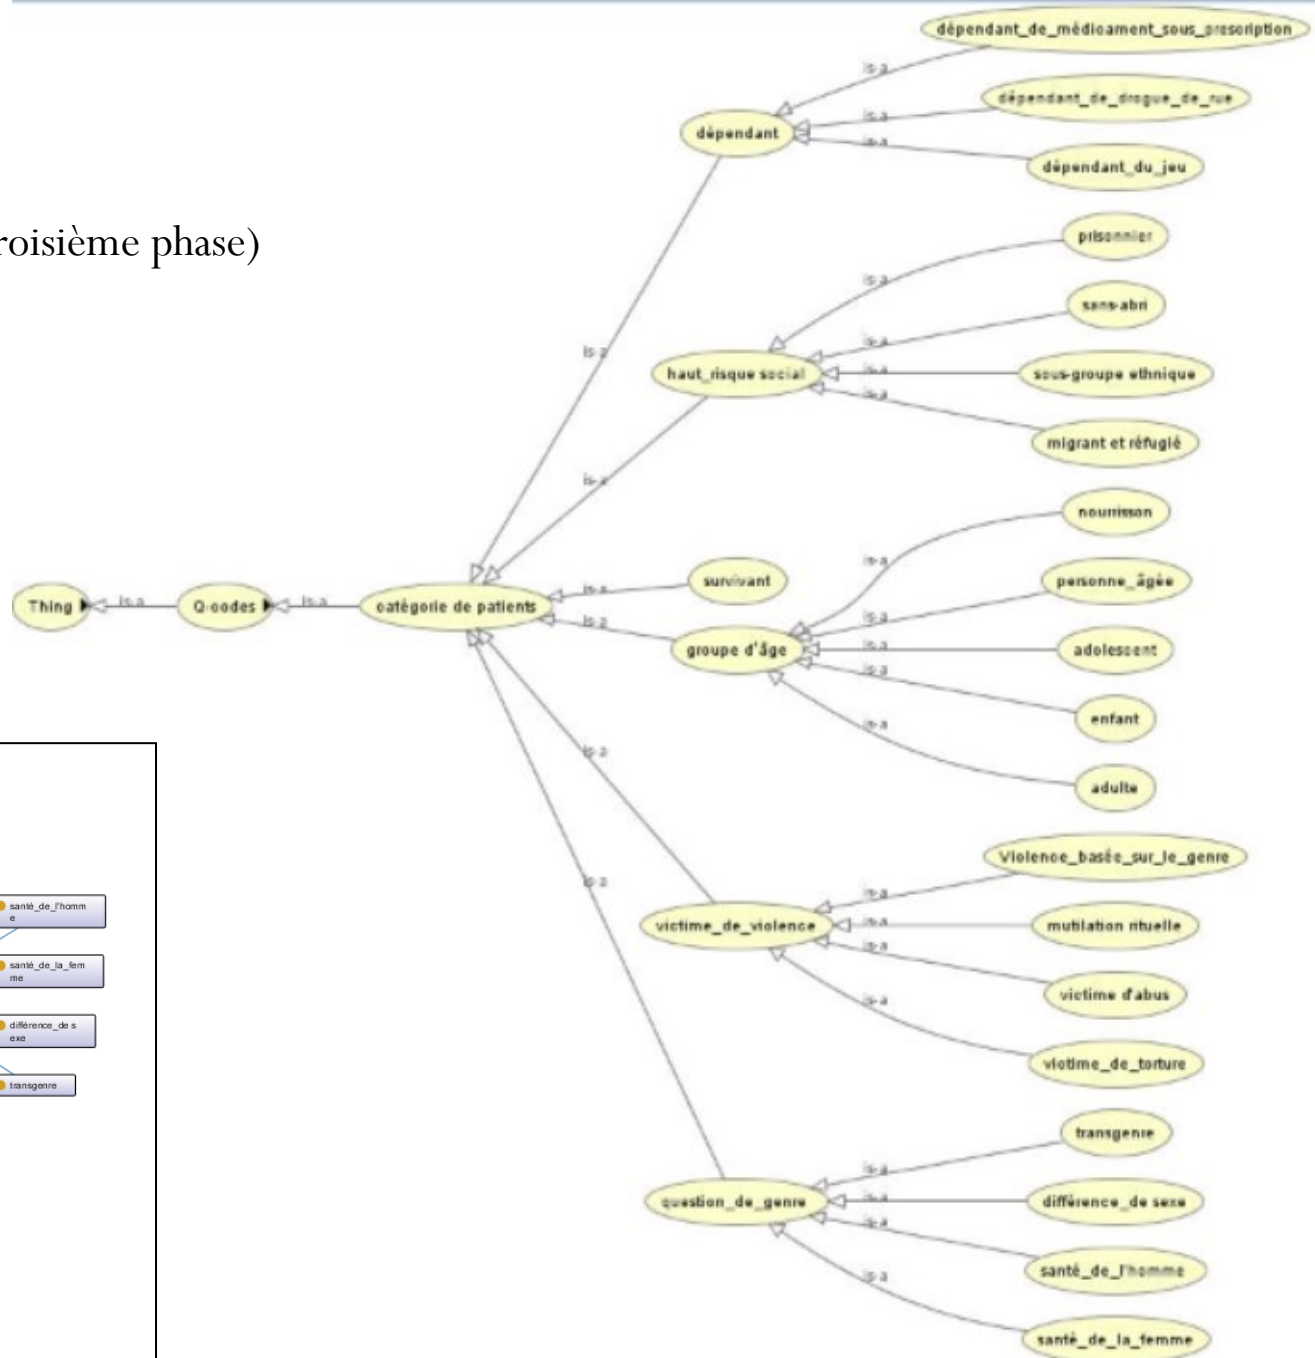 roisième phase)
dépendant_de_médicament_sous_prescription
is-a
dépendant_de_drogue_de_rue
is-a
dépendant
is-a
dépendant_du_jeu
prisonnier
is-a
sans-abri
is-a
is-a
haut_risque social
is-a
sous-groupe ethnique
is-a
migrant et réfugié
is-a
nourrisson
is-a
survivant
is-a
personne_âgée
Thing
is-a
Q-codes
is-a
catégorie de patients
is-a
is-a
groupe d'âge
is-a
adolescent
is-a
enfant
is-a
is-a
adulte
Violence_basée_sur_le_genre
is-a
is-a
victime_de_violence
is-a
mutilation rituelle
is-a
victime d'abus
is-a
victime_de_torture
transgenre
is-a
question_de_genre
is-a
différence_de sexe
is-a
santé_de_l'homme
is-a
santé_de_la_femme
santé_de_l'homm
e
santé_de_la_fem
me
différence_de s
exe
transgenre